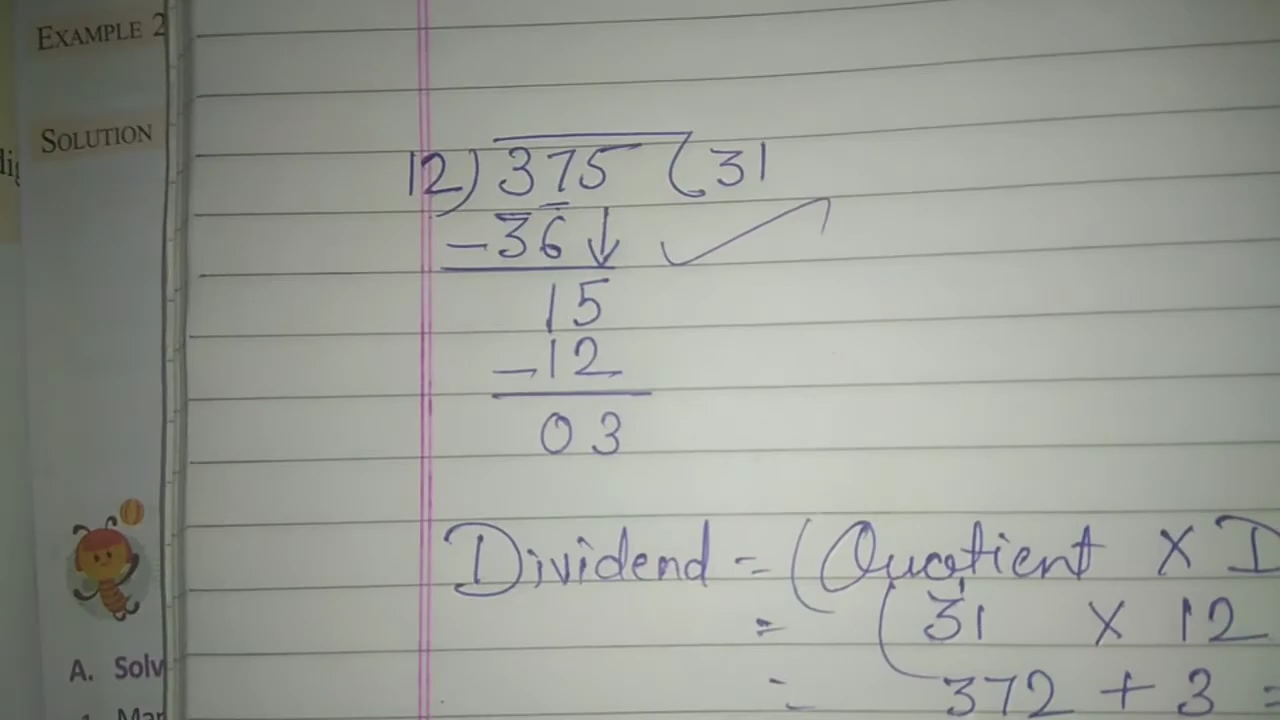 EXAMPLE 2
SOLUTION
12) 375 (31
-36↓
15
-12
03
Dividend = (Quotient X D
= (31 X 12
= 372 + 3 =
A. Solv